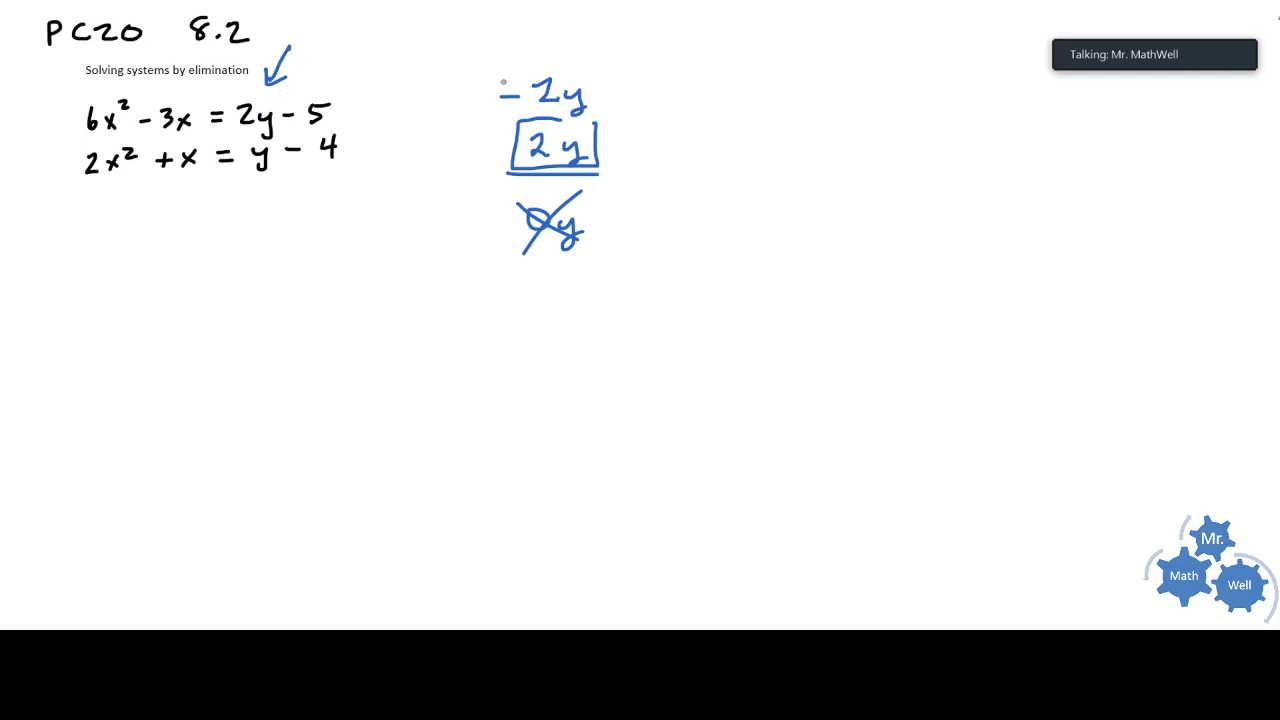 PC20 8.2
Talking: Mr. MathWell
Solving systems by elimination
6x² - 3x = 2y - 5
2x² + x = y - 4
- 2y
2y
0y
Mr.
Math
Well